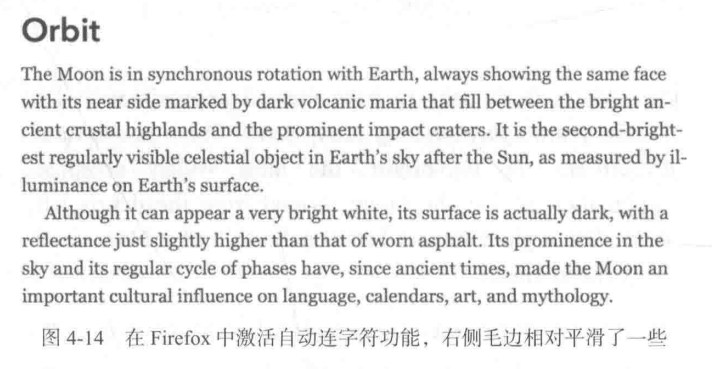 Orbit
The Moon is in synchronous rotation with Earth, always showing the same face
with its near side marked by dark volcanic maria that fill between the bright an-
cient crustal highlands and the prominent impact craters. It is the second-bright-
est regularly visible celestial object in Earth's sky after the Sun, as measured by il-
luminance on Earth's surface.
Although it can appear a very bright white, its surface is actually dark, with a
reflectance just slightly higher than that of worn asphalt. Its prominence in the
sky and its regular cycle of phases have, since ancient times, made the Moon an
important cultural influence on language, calendars, art, and mythology.
图 4-14 在 Firefox 中激活自动连字符功能，右侧毛边相对平滑了一些